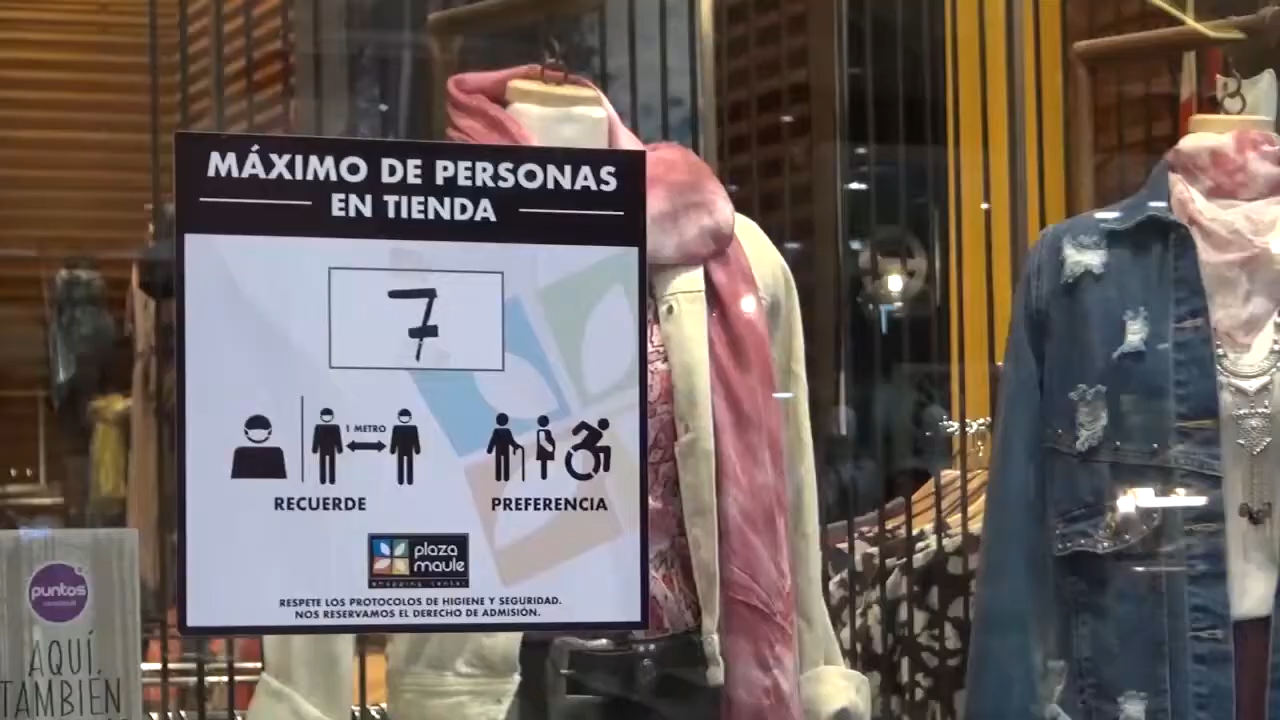 MÁXIMO DE PERSONAS
EN TIENDA
7
1 METRO
RECUERDE
PREFERENCIA
plaza
maule
shopping center
RESPETE LOS PROTOCOLOS DE HIGIENE Y SEGURIDAD.
NOS RESERVAMOS EL DERECHO DE ADMISIÓN.
puntos
AQUÍ
TAMBIÉN